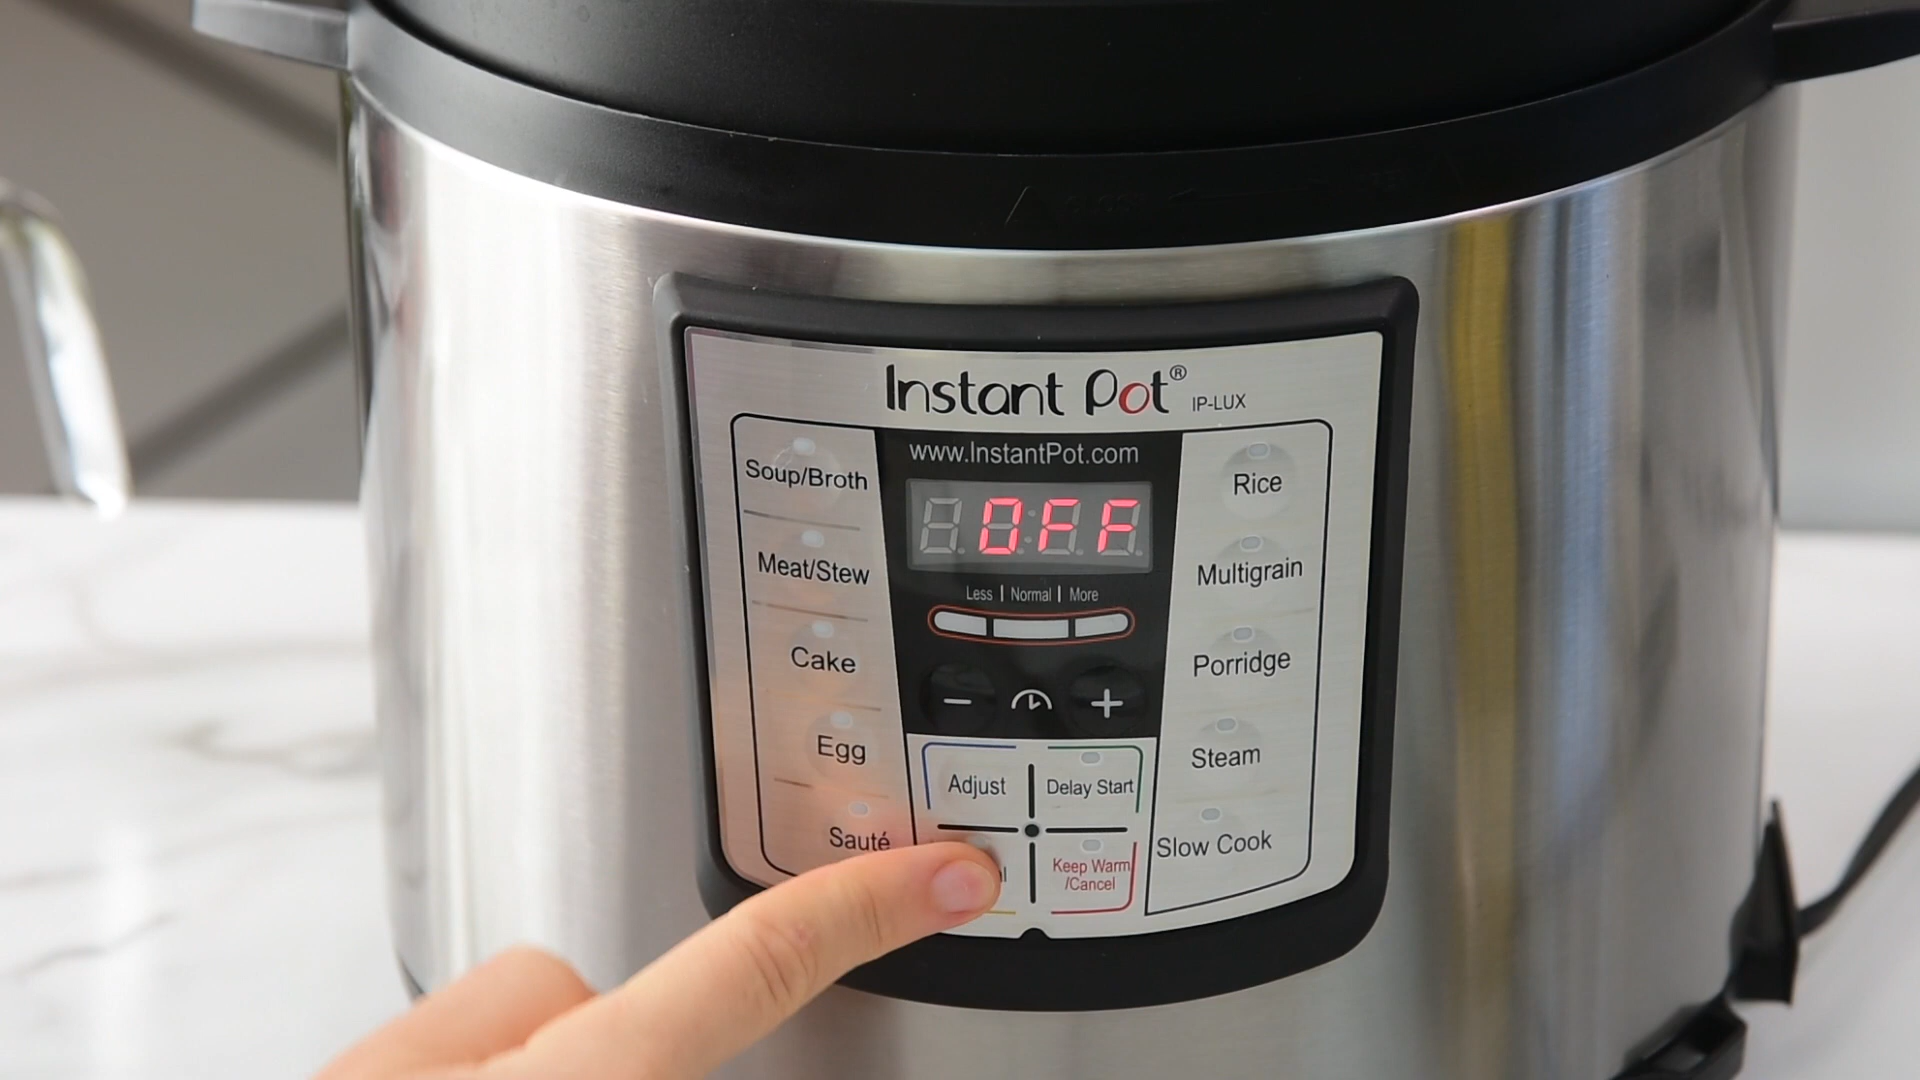 Instant Pot® IP-LUX
www.InstantPot.com
OFF
Less | Normal | More
− +
Soup/Broth
Meat/Stew
Cake
Egg
Sauté
Adjust
Delay Start
Keep Warm
/Cancel
Rice
Multigrain
Porridge
Steam
Slow Cook